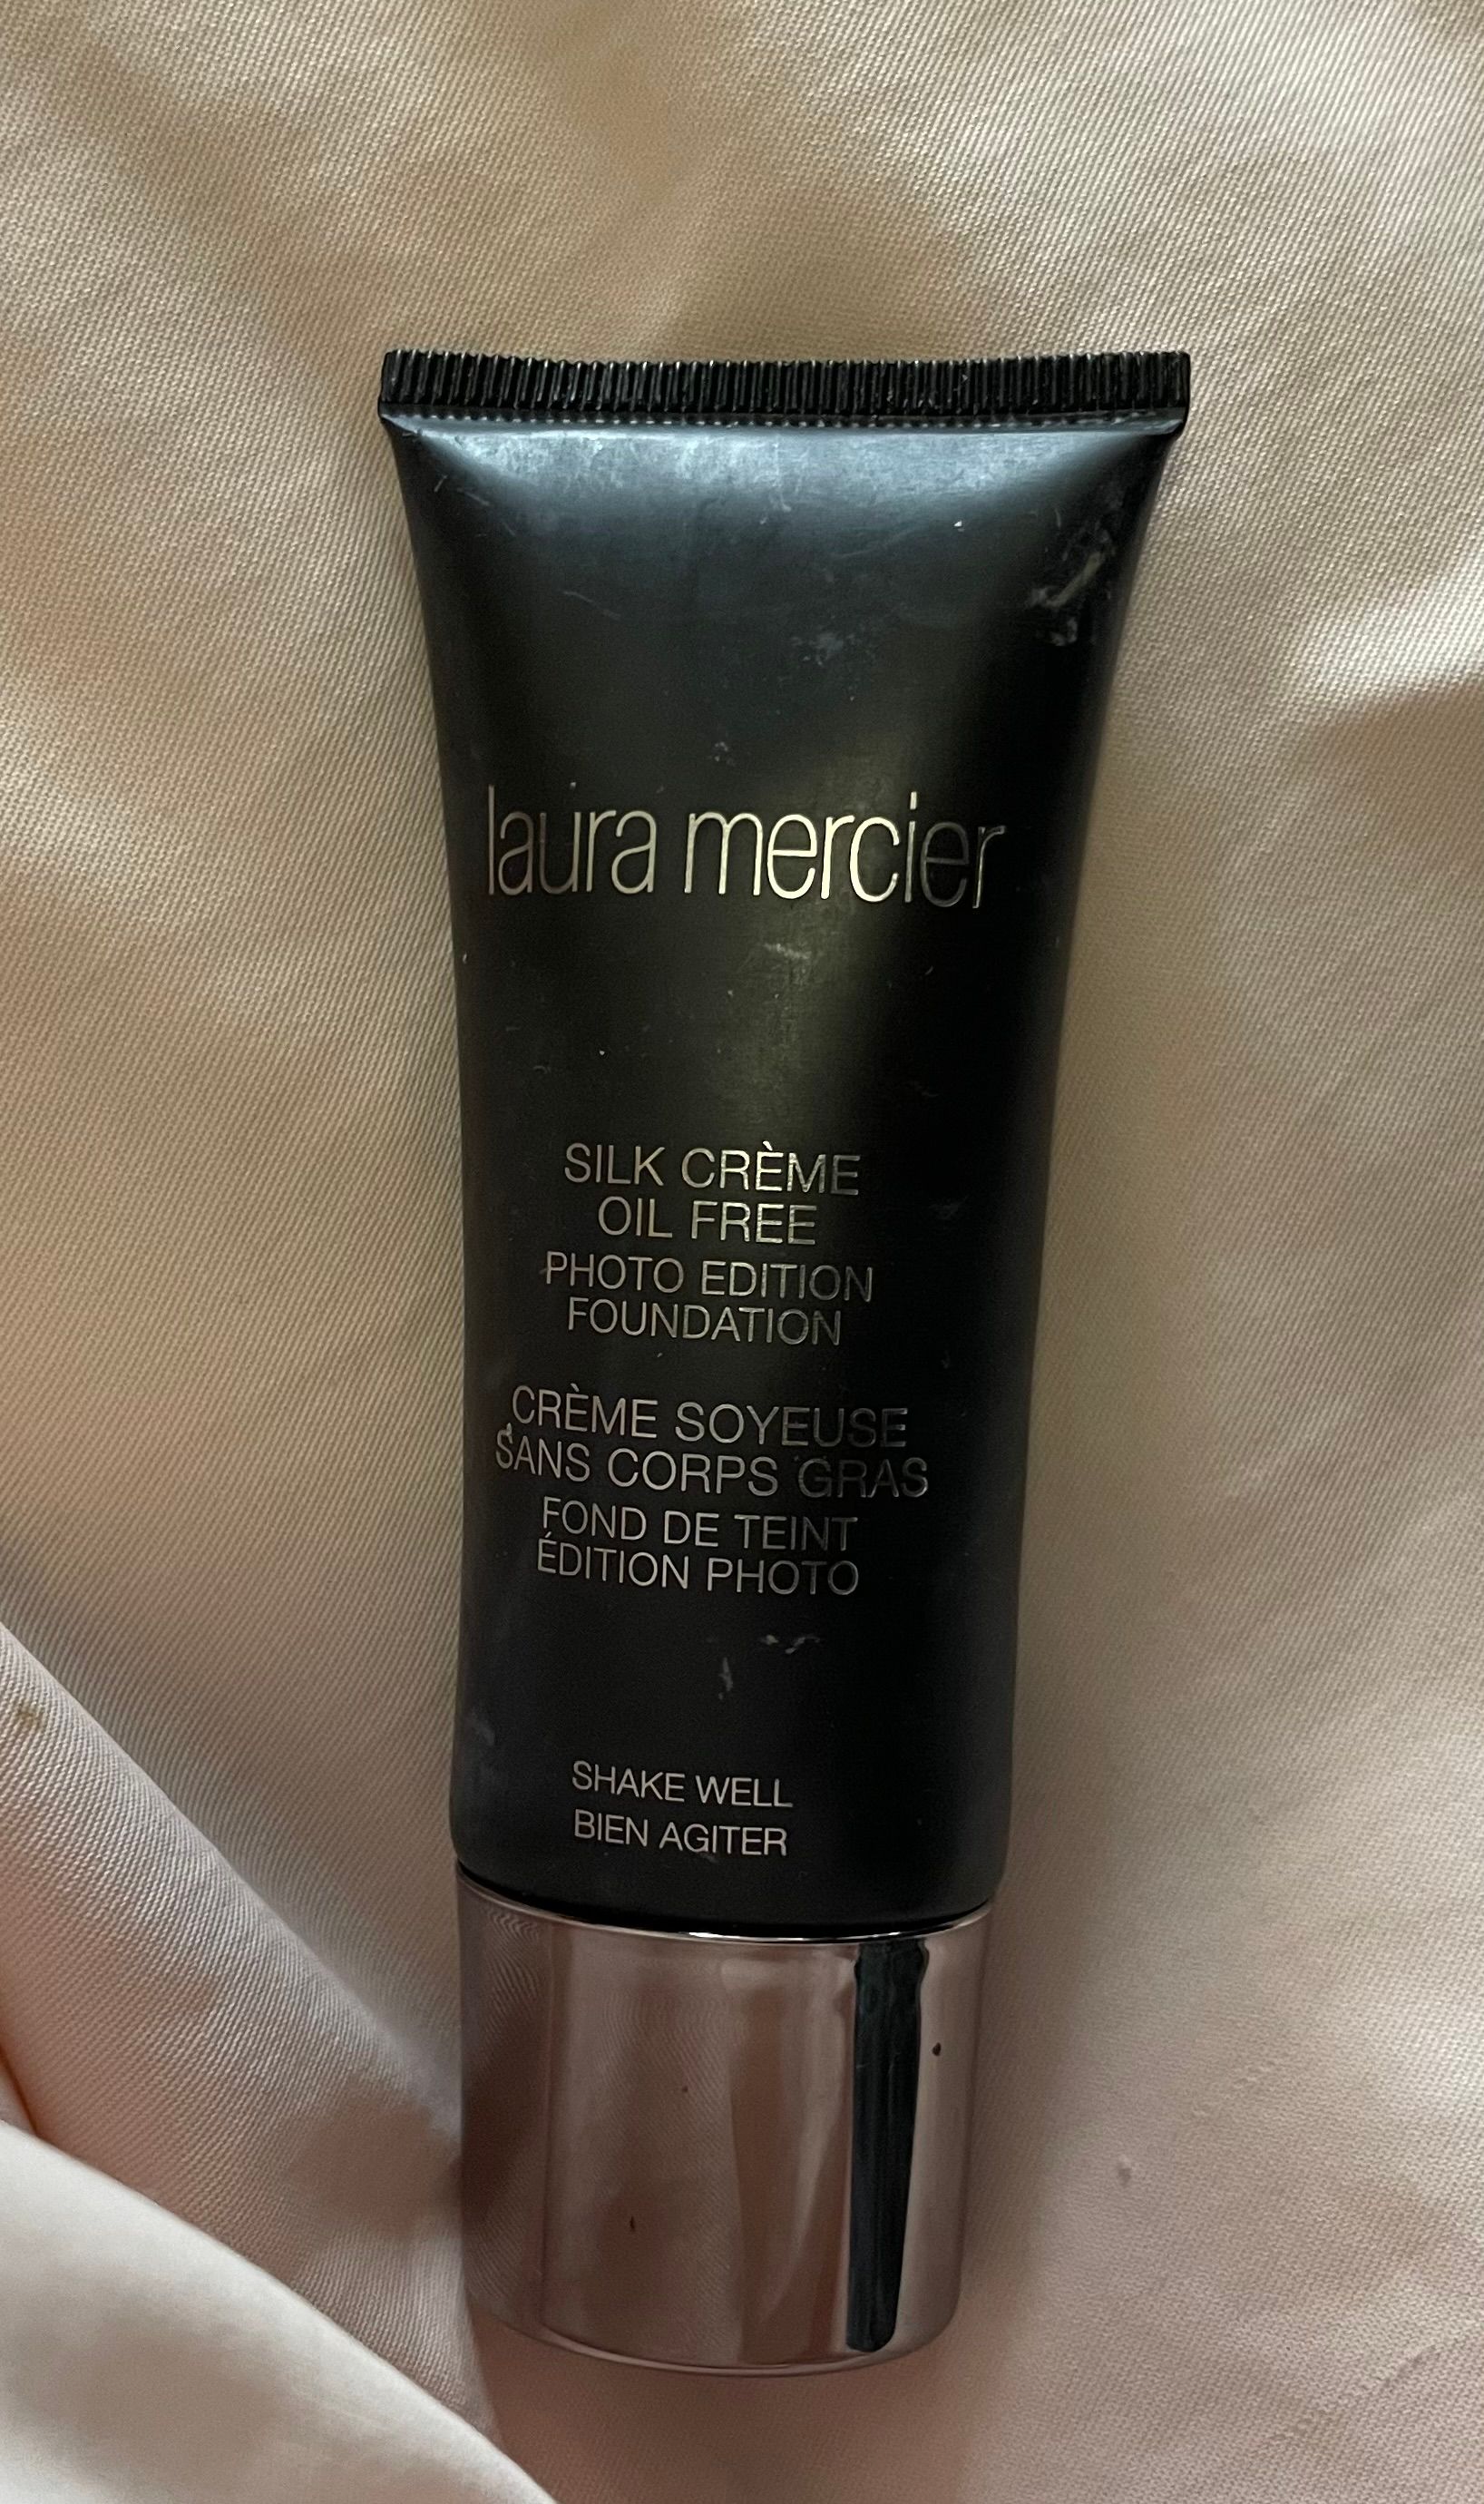 laura mercier
SILK CRÈME
OIL FREE
PHOTO EDITION
FOUNDATION
CRÈME SOYEUSE
SANS CORPS GRAS
FOND DE TEINT
ÉDITION PHOTO
SHAKE WELL
BIEN AGITER